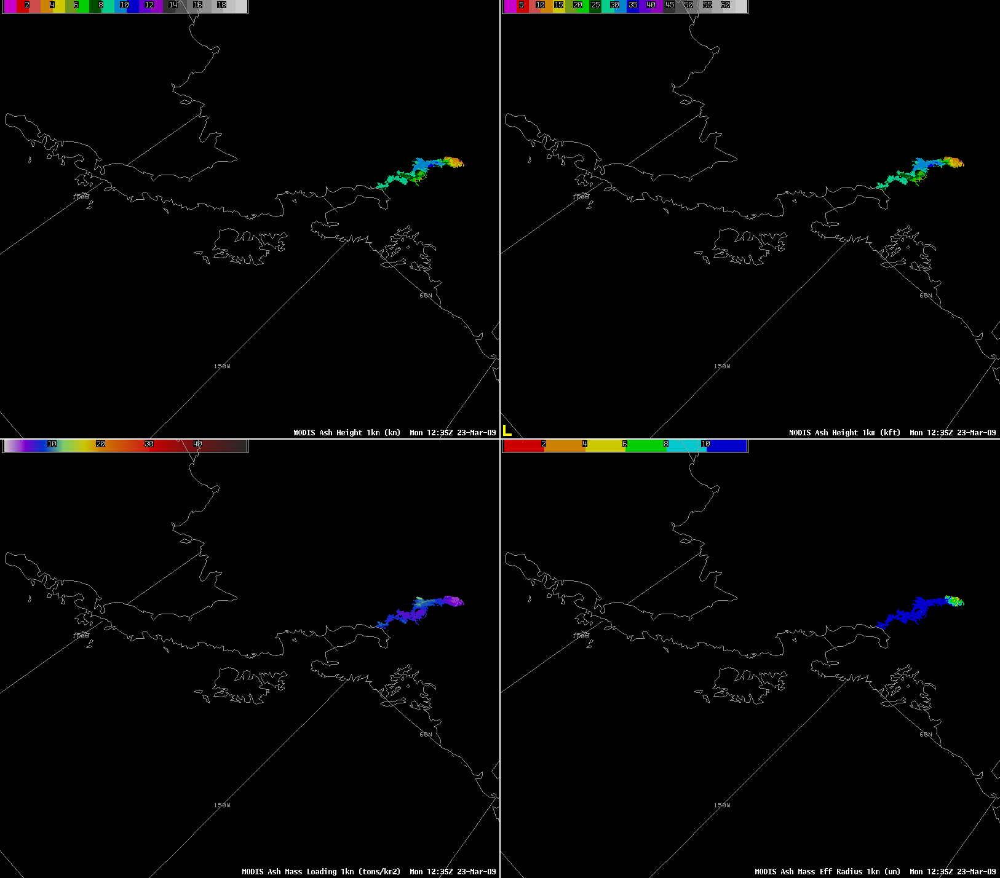 2 4 6 8 10 12 14 16 18
5 10 15 20 25 30 35 40 45 50 55 60
160W
160W
60N
60N
150W
150W
MODIS Ash Height 1km (km) Mon 12:35Z 23-Mar-09
MODIS Ash Height 1km (kft) Mon 12:35Z 23-Mar-09
10 20 30 40
2 4 6 8 10
160W
160W
60N
60N
150W
150W
MODIS Ash Mass Loading 1km (tons/km2) Mon 12:35Z 23-Mar-09
MODIS Ash Mass Eff Radius 1km (um) Mon 12:35Z 23-Mar-09